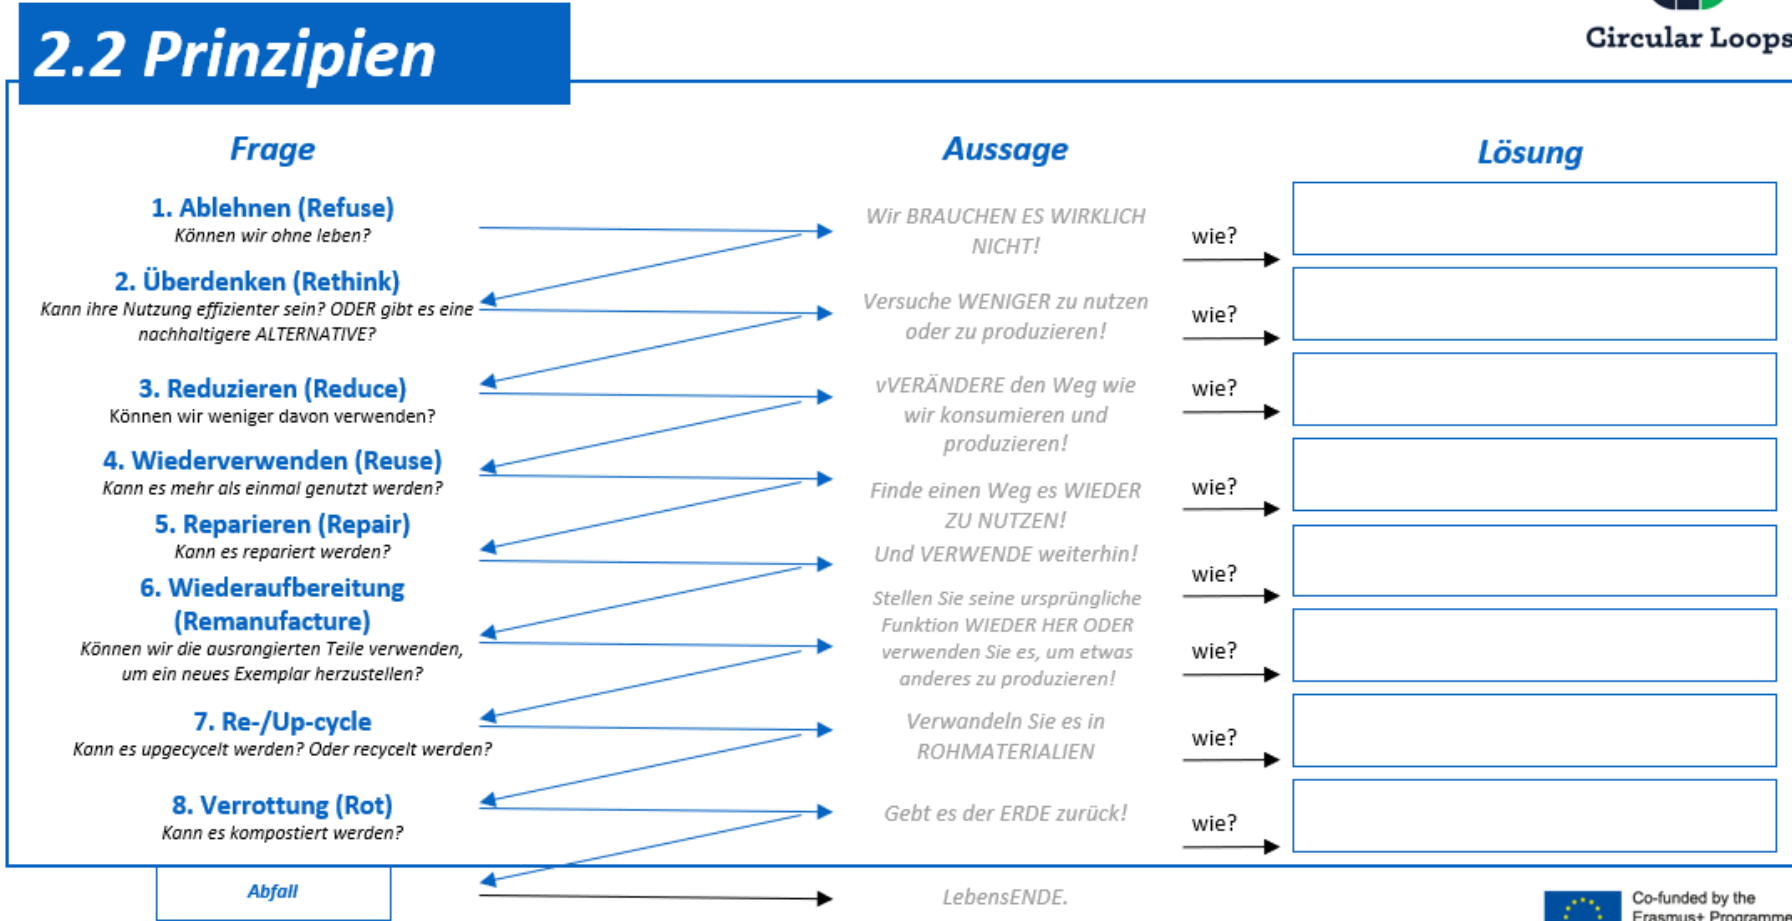 2.2 Prinzipien
Circular Loops
Frage
Aussage
Lösung
1. Ablehnen (Refuse)
Können wir ohne leben?
Wir BRAUCHEN ES WIRKLICH
NICHT!
wie?
2. Überdenken (Rethink)
Kann ihre Nutzung effizienter sein? ODER gibt es eine
nachhaltigere ALTERNATIVE?
Versuche WENIGER zu nutzen
oder zu produzieren!
wie?
3. Reduzieren (Reduce)
Können wir weniger davon verwenden?
vVERÄNDERE den Weg wie
wir konsumieren und
produzieren!
wie?
4. Wiederverwenden (Reuse)
Kann es mehr als einmal genutzt werden?
Finde einen Weg es WIEDER
ZU NUTZEN!
wie?
5. Reparieren (Repair)
Kann es repariert werden?
Und VERWENDE weiterhin!
wie?
6. Wiederaufbereitung
(Remanufacture)
Können wir die ausrangierten Teile verwenden,
um ein neues Exemplar herzustellen?
Stellen Sie seine ursprüngliche
Funktion WIEDER HER ODER
verwenden Sie es, um etwas
anderes zu produzieren!
wie?
7. Re-/Up-cycle
Kann es upgecycelt werden? Oder recycelt werden?
Verwandeln Sie es in
ROHMATERIALIEN
wie?
8. Verrottung (Rot)
Kann es kompostiert werden?
Gebt es der ERDE zurück!
wie?
Abfall
LebensENDE.
Co-funded by the
Erasmus+ Programme